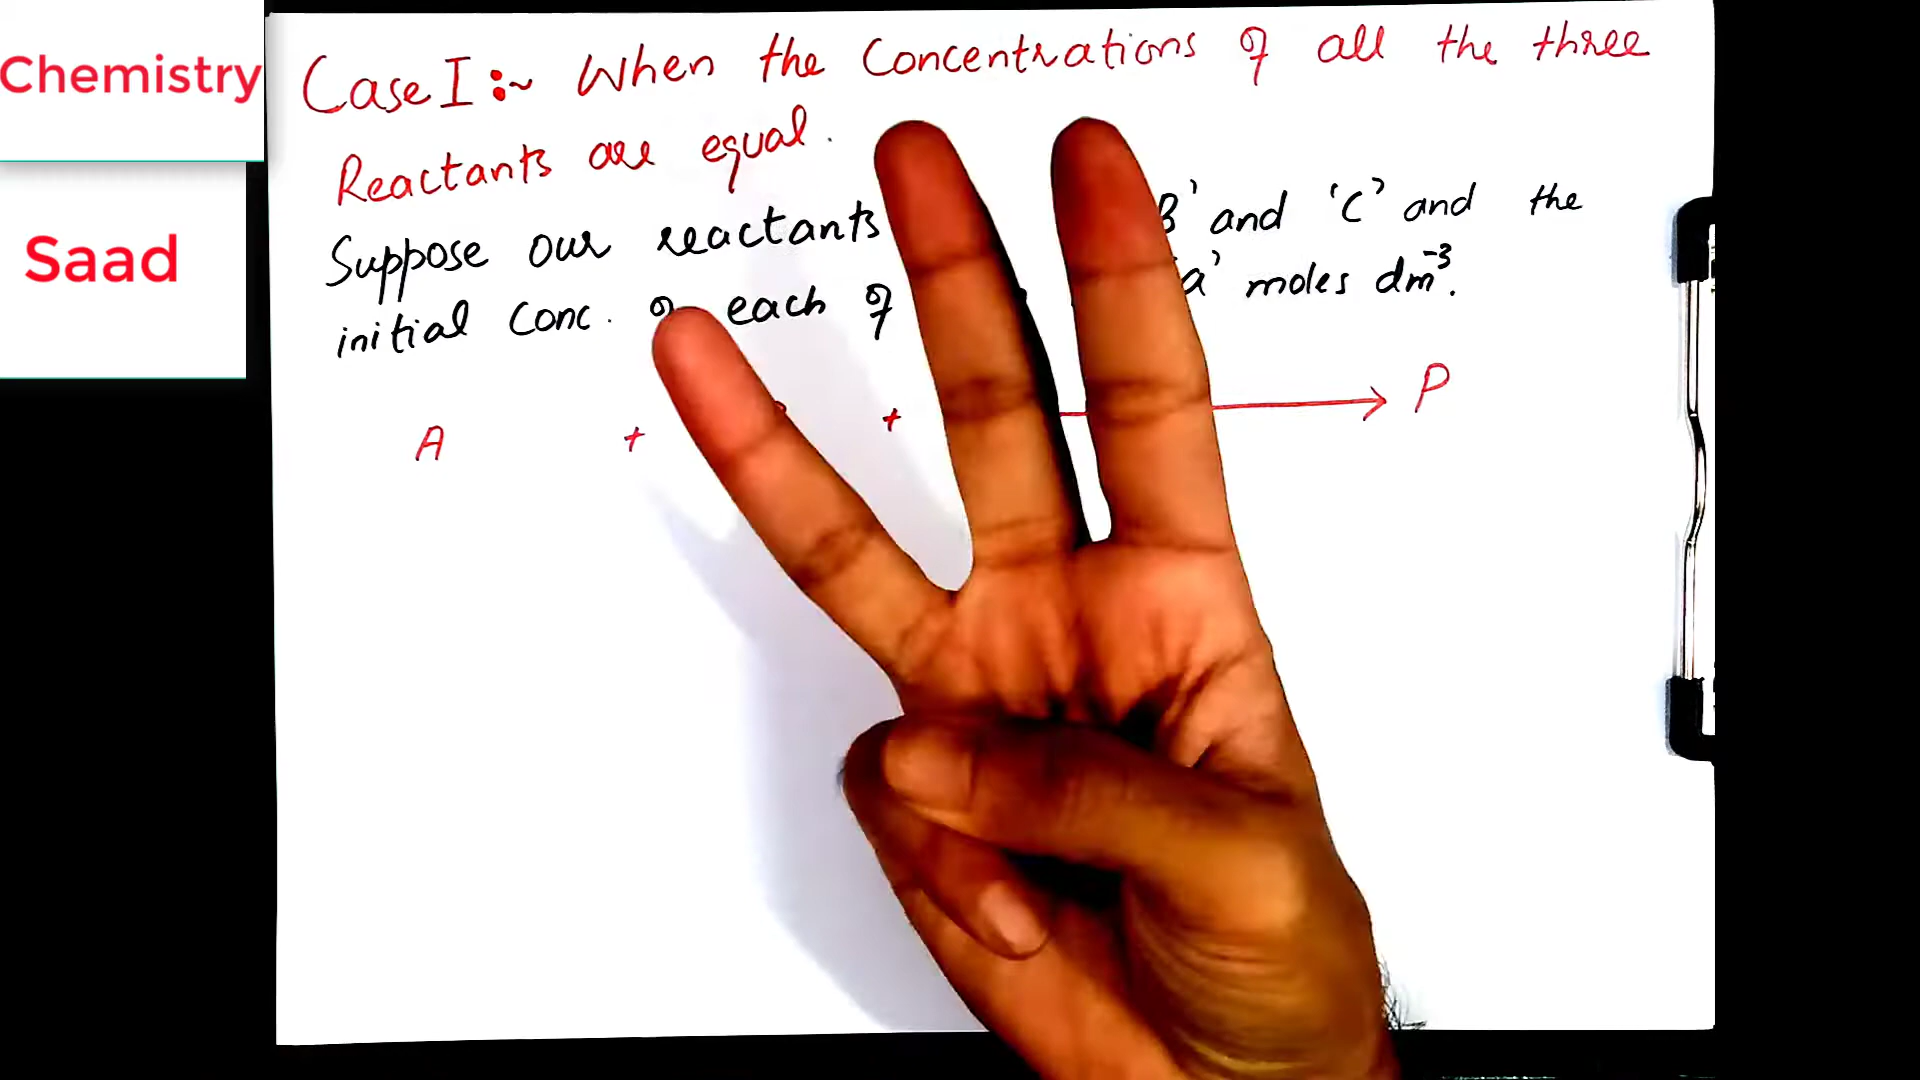 Chemistry
Saad
Case I :~ When the Concentrations of all the three
Reactants are equal.
Suppose our reactants B' and 'C' and the
initial Conc. of each of 'a' moles dm⁻³.
A + + → P